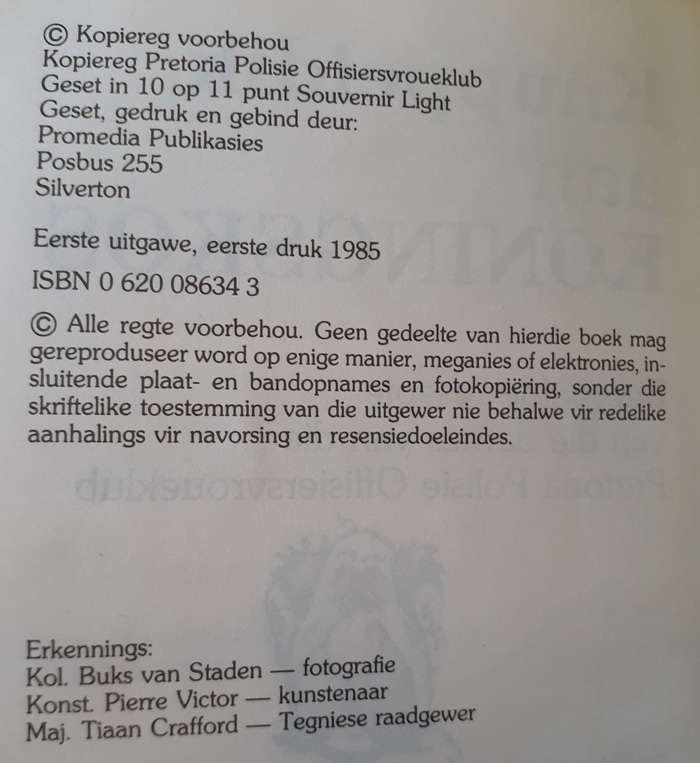 © Kopiereg voorbehou
Kopiereg Pretoria Polisie Offisiersvroueklub
Geset in 10 op 11 punt Souvernir Light
Geset, gedruk en gebind deur:
Promedia Publikasies
Posbus 255
Silverton
Eerste uitgawe, eerste druk 1985
ISBN 0 620 08634 3
© Alle regte voorbehou. Geen gedeelte van hierdie boek mag
gereproduseer word op enige manier, meganies of elektronies, in-
sluitende plaat- en bandopnames en fotokopiëring, sonder die
skriftelike toestemming van die uitgewer nie behalwe vir redelike
aanhalings vir navorsing en resensiedoeleindes.
Erkennings:
Kol. Buks van Staden — fotografie
Konst. Pierre Victor — kunstenaar
Maj. Tiaan Crafford — Tegniese raadgewer